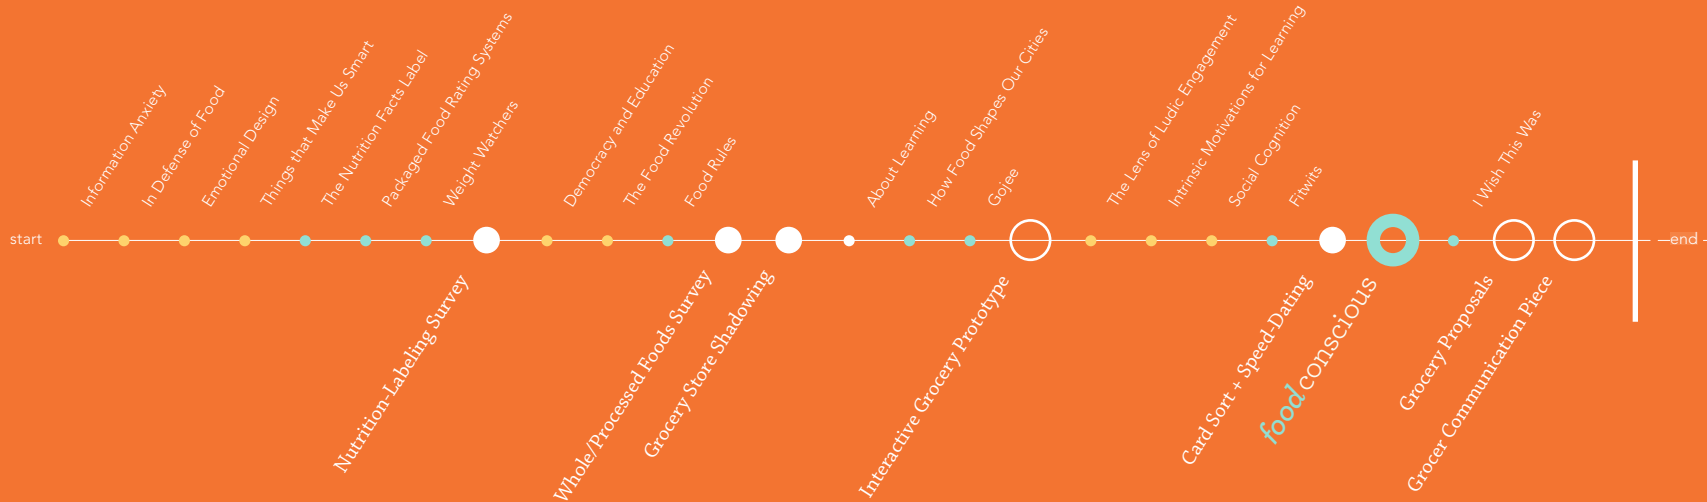 start
Information Anxiety
In Defense of Food
Emotional Design
Things that Make Us Smart
The Nutrition Facts Label
Packaged Food Rating Systems
Weight Watchers
Nutrition-Labeling Survey
Democracy and Education
The Food Revolution
Food Rules
Whole/Processed Foods Survey
Grocery Store Shadowing
About Learning
How Food Shapes Our Cities
Gojee
Interactive Grocery Prototype
The Lens of Ludic Engagement
Intrinsic Motivations for Learning
Social Cognition
Fitwits
Card Sort + Speed-Dating
foodconscious
I Wish This Was
Grocery Proposals
Grocer Communication Piece
end